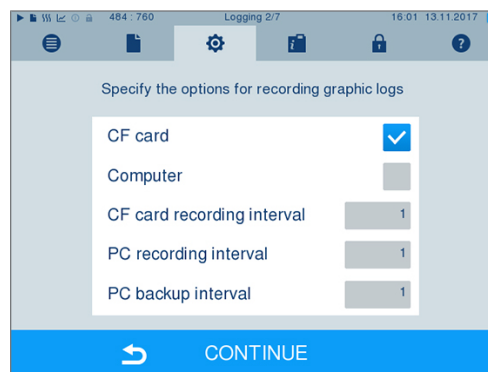 484 : 760 Logging 2/7 16:01 13.11.2017
Specify the options for recording graphic logs
CF card
Computer
CF card recording interval 1
PC recording interval 1
PC backup interval 1
CONTINUE